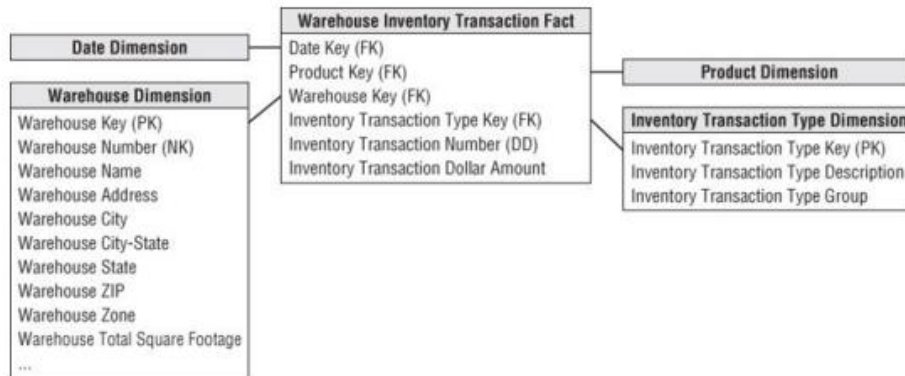 Warehouse Inventory Transaction Fact
Date Key (FK)
Product Key (FK)
Warehouse Key (FK)
Inventory Transaction Type Key (FK)
Inventory Transaction Number (DD)
Inventory Transaction Dollar Amount
Date Dimension
Warehouse Dimension
Warehouse Key (PK)
Warehouse Number (NK)
Warehouse Name
Warehouse Address
Warehouse City
Warehouse City-State
Warehouse State
Warehouse ZIP
Warehouse Zone
Warehouse Total Square Footage
...
Product Dimension
Inventory Transaction Type Dimension
Inventory Transaction Type Key (PK)
Inventory Transaction Type Description
Inventory Transaction Type Group